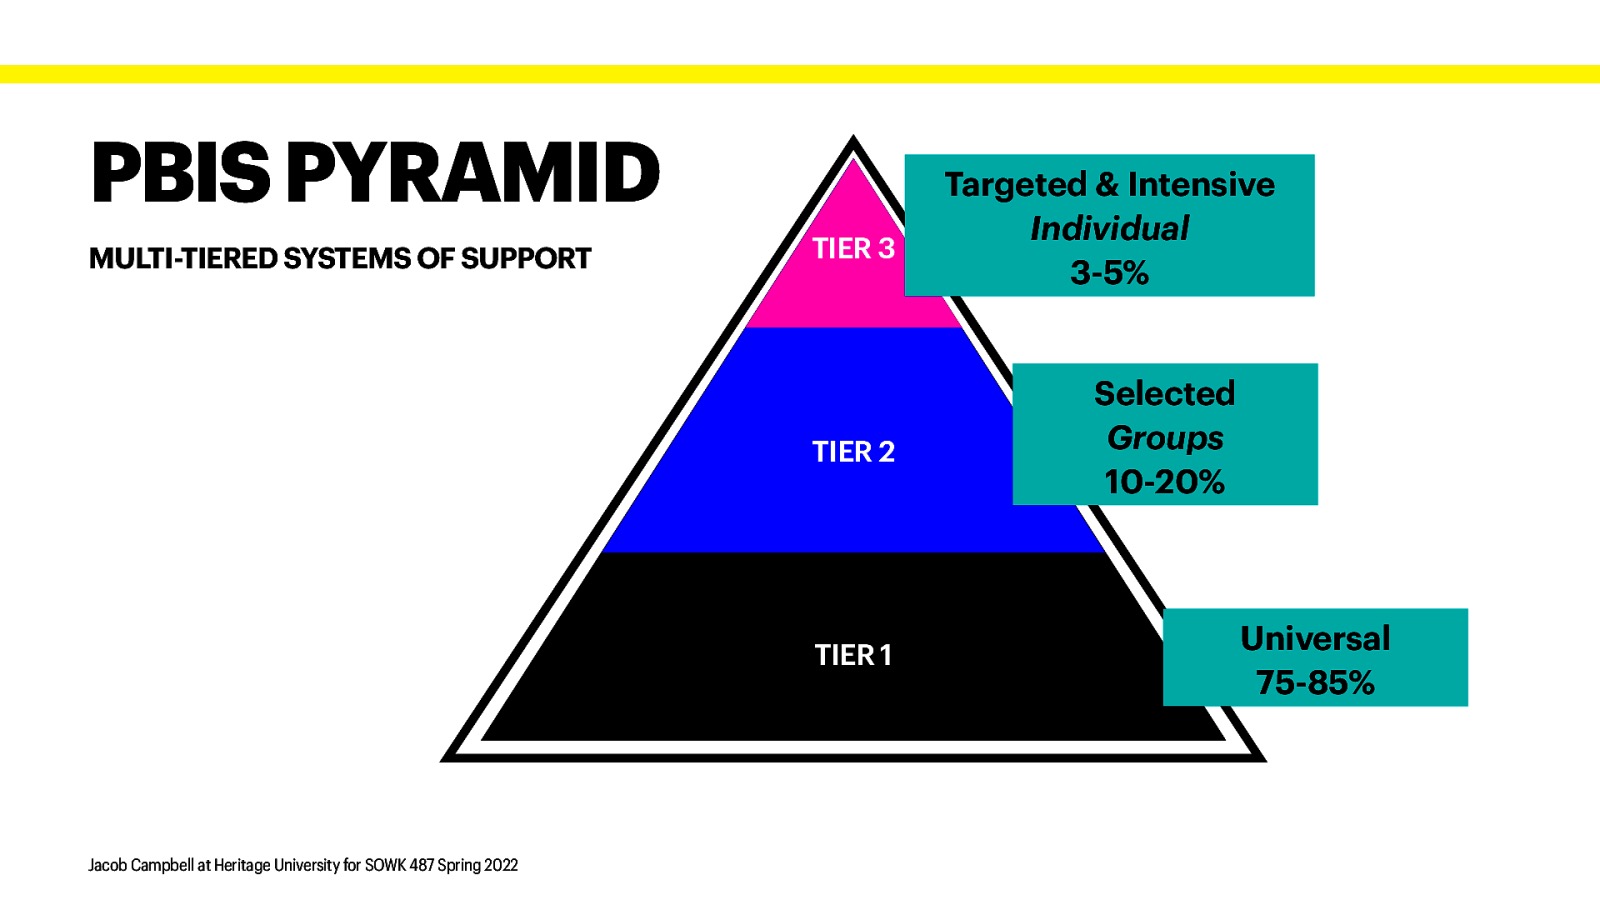 PBIS PYRAMID
MULTI-TIERED SYSTEMS OF SUPPORT
TIER 3
Targeted & Intensive
Individual
3-5%
TIER 2
Selected
Groups
10-20%
TIER 1
Universal
75-85%
Jacob Campbell at Heritage University for SOWK 487 Spring 2022